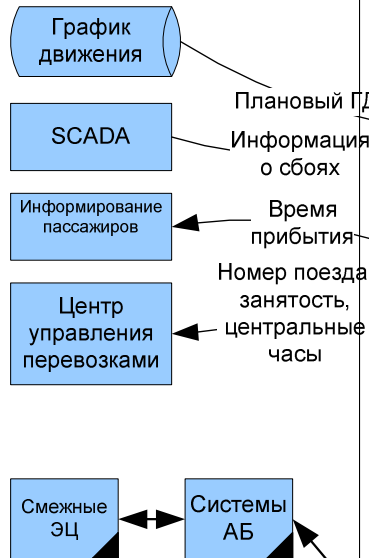 График
движения
Плановый ГД
SCADA
Информация
о сбоях
Информирование
пассажиров
Время
прибытия
Номер поезда
занятость,
центральные
часы
Центр
управления
перевозками
Смежные
ЭЦ
Системы
АБ